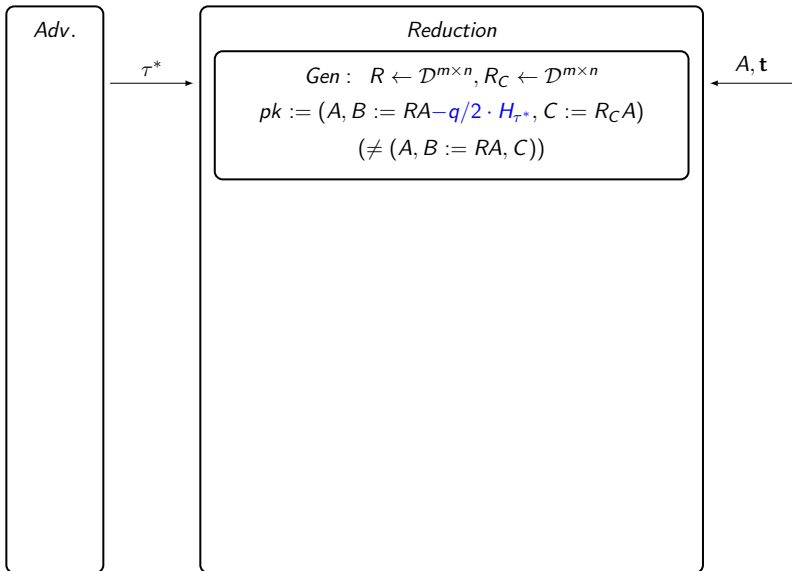 Adv.
Reduction
τ*
A, t
Gen : R ← 𝒟^{m×n}, R_C ← 𝒟^{m×n}
pk := (A, B := RA−q/2 · H_{τ*}, C := R_C A)
(≠ (A, B := RA, C))